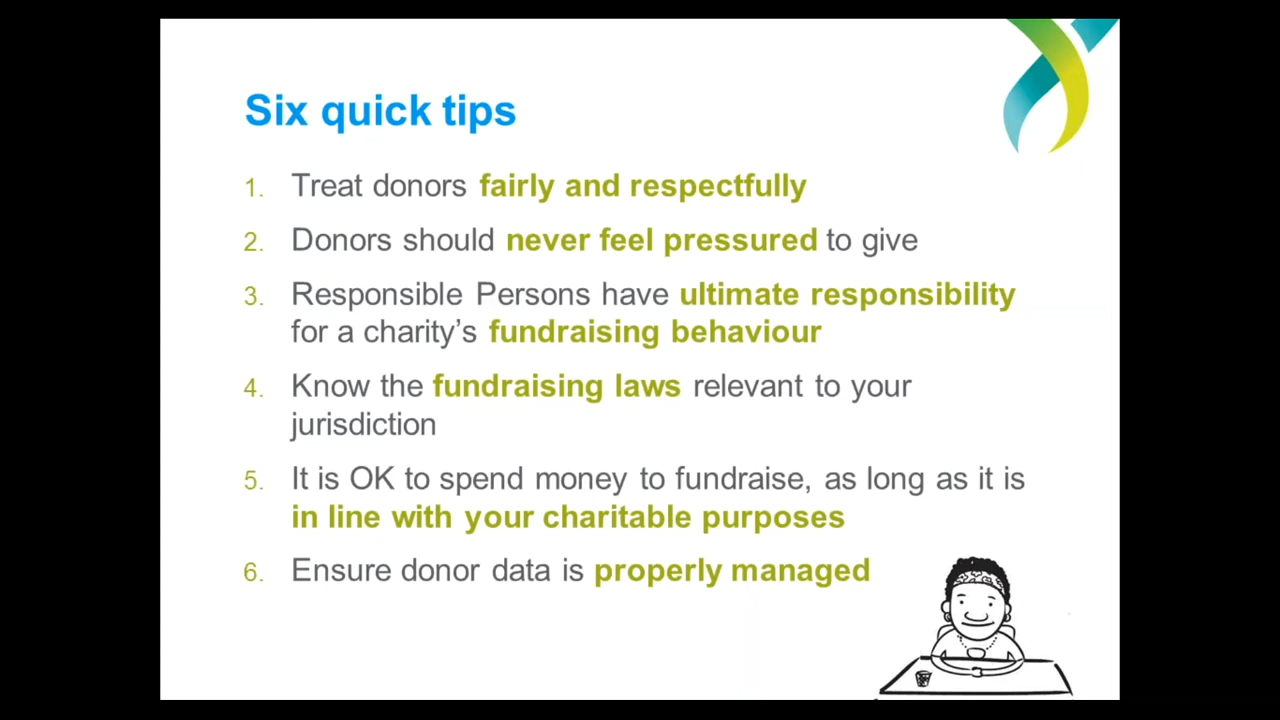 Six quick tips
1. Treat donors fairly and respectfully
2. Donors should never feel pressured to give
3. Responsible Persons have ultimate responsibility
for a charity's fundraising behaviour
4. Know the fundraising laws relevant to your
jurisdiction
5. It is OK to spend money to fundraise, as long as it is
in line with your charitable purposes
6. Ensure donor data is properly managed